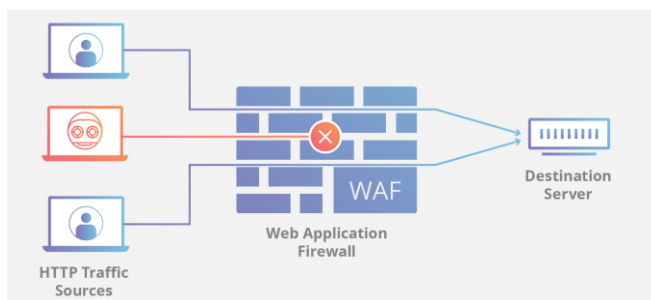 WAF
Web Application
Firewall
Destination
Server
HTTP Traffic
Sources